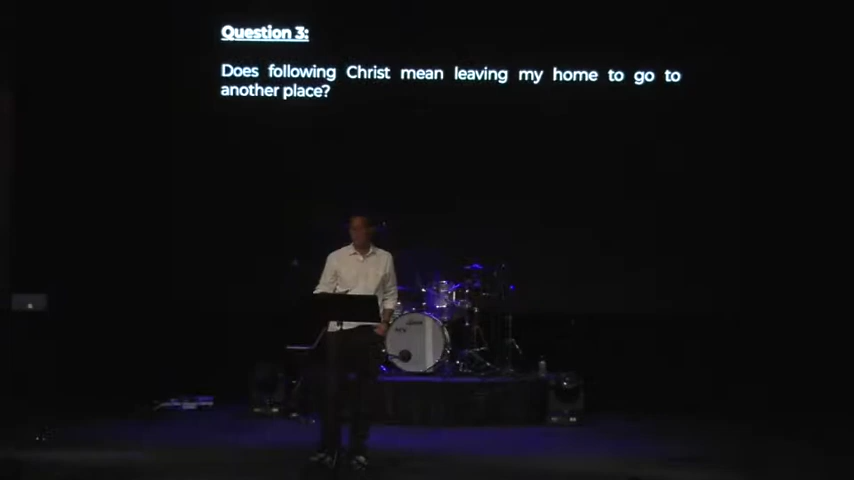 Question 3:
Does following Christ mean leaving my home to go to
another place?